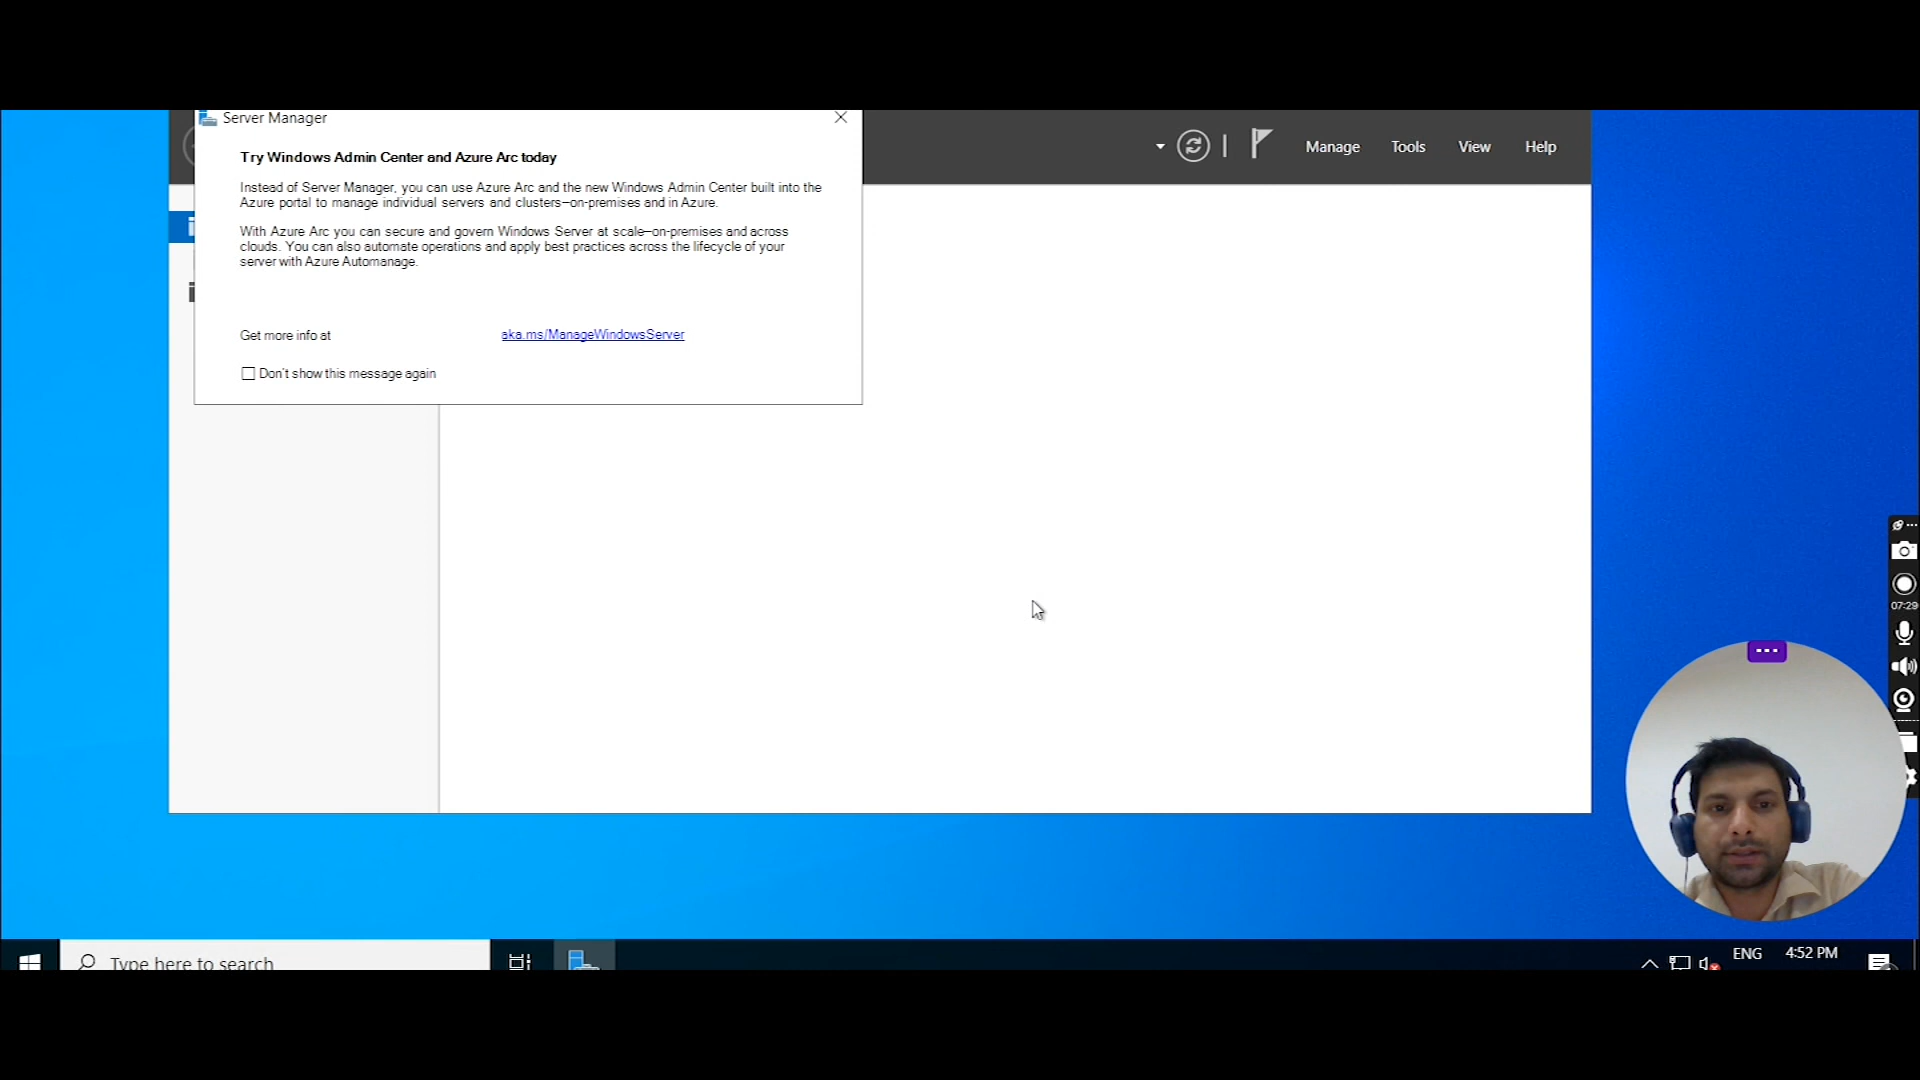 Server Manager
Manage Tools View Help
Try Windows Admin Center and Azure Arc today
Instead of Server Manager, you can use Azure Arc and the new Windows Admin Center built into the
Azure portal to manage individual servers and clusters—on-premises and in Azure.
With Azure Arc you can secure and govern Windows Server at scale—on-premises and across
clouds. You can also automate operations and apply best practices across the lifecycle of your
server with Azure Automanage.
Get more info at aka.ms/ManageWindowsServer
Don't show this message again
07:29
Type here to search
ENG 4:52 PM